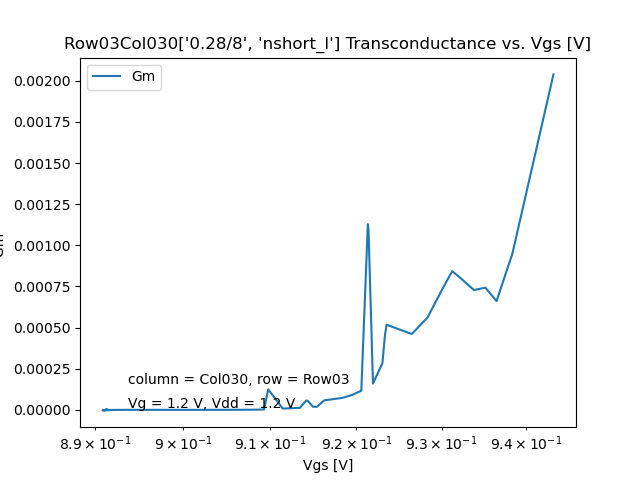 Row03Col030['0.28/8', 'nshort_l'] Transconductance vs. Vgs [V]
Gm
0.00200
0.00175
0.00150
0.00125
0.00100
0.00075
0.00050
0.00025
0.00000
Gm
column = Col030, row = Row03
Vg = 1.2 V, Vdd = 1.2 V
8.9 × 10⁻¹ 9 × 10⁻¹ 9.1 × 10⁻¹ 9.2 × 10⁻¹ 9.3 × 10⁻¹ 9.4 × 10⁻¹
Vgs [V]